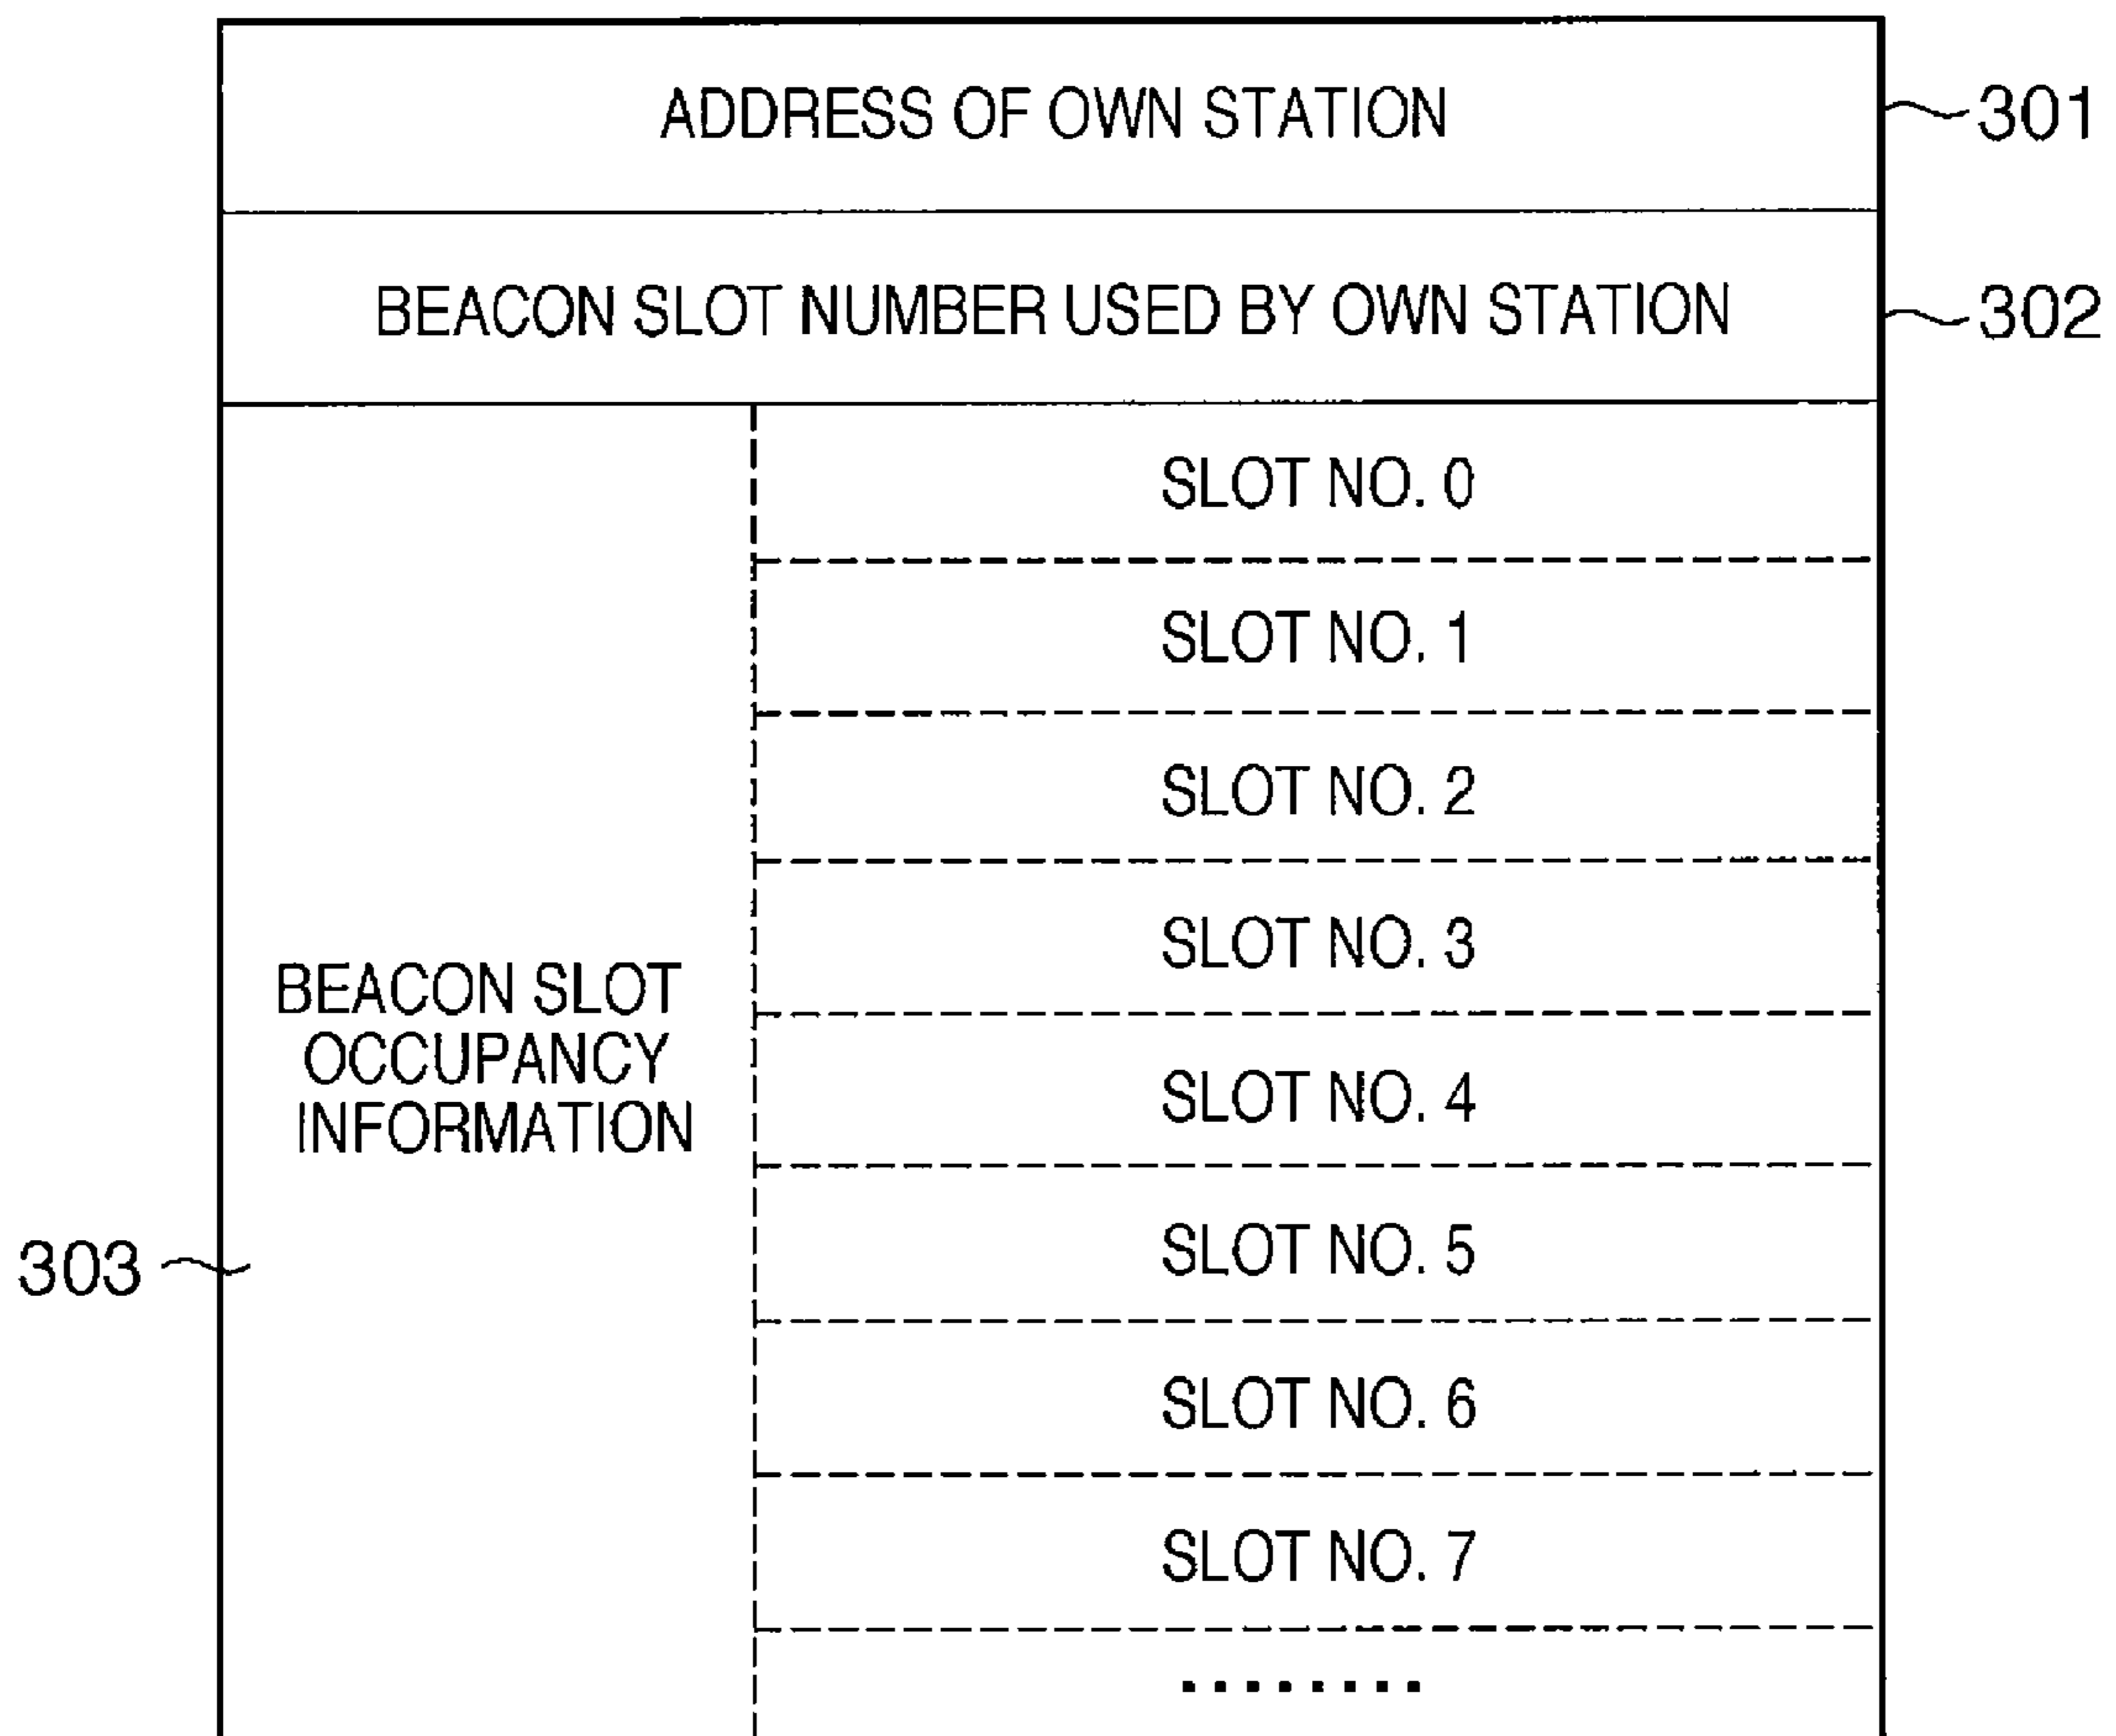 ADDRESS OF OWN STATION
301
BEACON SLOT NUMBER USED BY OWN STATION
302
SLOT NO. 0
SLOT NO. 1
SLOT NO. 2
SLOT NO. 3
BEACON SLOT
OCCUPANCY
INFORMATION
303
SLOT NO. 4
SLOT NO. 5
SLOT NO. 6
SLOT NO. 7
........